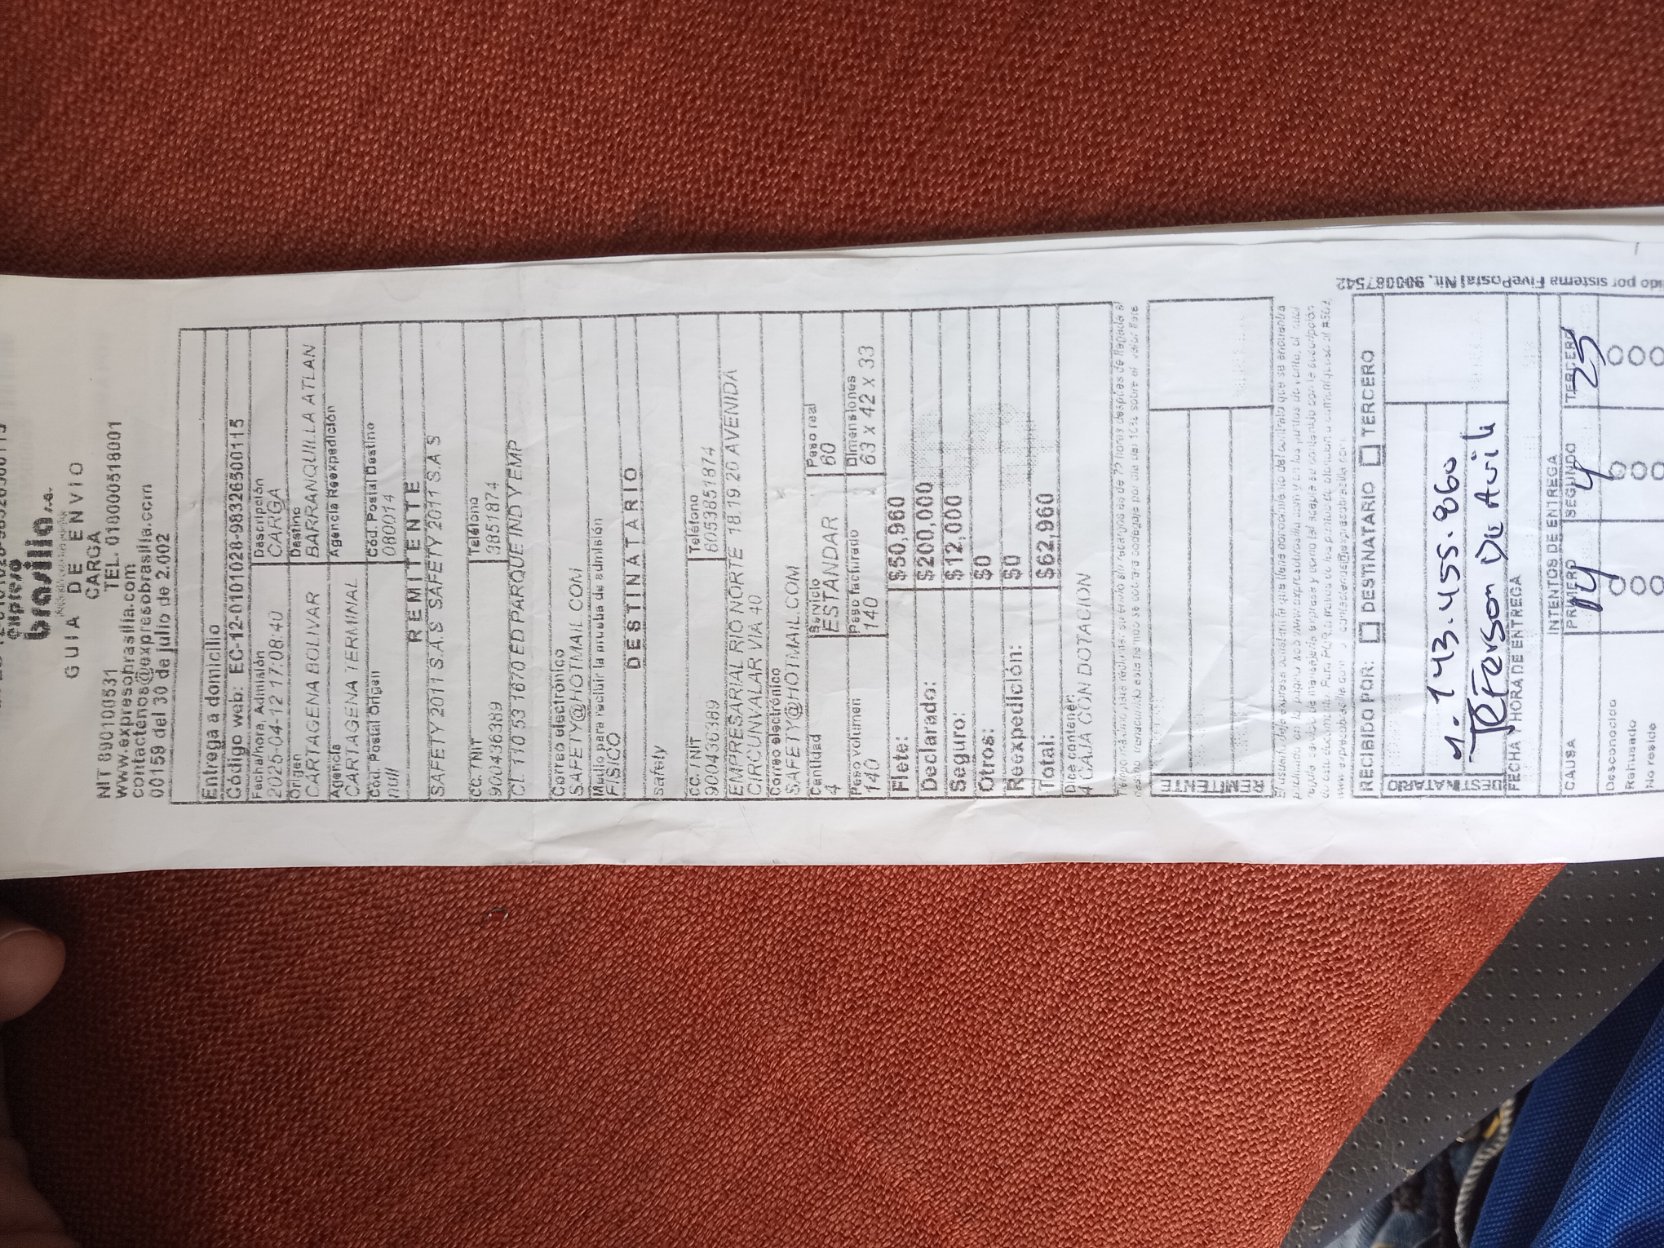 expreso
brasilia s.a.
GUIA DE ENVIO
CARGA
NIT 890100531 TEL. 018000518001
www.expresobrasilia.com
contactenos@expresobrasilia.com
00159 del 30 de julio de 2.002
Entrega a domicilio
Código web: EC-12-0101028-98326300115
Fecha/hora, Admisión Descripción
2025-04-12 17:08:40 CARGA
Origen Destino
CARTAGENA BOLIVAR BARRANQUILLA ATLAN
Agencia Agencia Reexpedición
CARTAGENA TERMINAL
Cód. Postal Origen Cód. Postal Destino
null 080014
REMITENTE
SAFETY 2011 S.A.S SAFETY 2011 S.A.S
CC. / NIT Teléfono
900436389 3851874
CL 110 53 1670 ED PARQUE IND Y EMP
Correo electrónico
SAFETY@HOTMAIL.COM
Medio para recibir la prueba de admisión
FISICO
DESTINATARIO
Safety
CC. / NIT Teléfono
900436389 6053851874
EMPRESARIAL RIO NORTE 18 19 20 AVENIDA
CIRCUNVALAR VIA 40
Correo electrónico
SAFETY@HOTMAIL.COM
Cantidad Servicio Peso real
4 ESTANDAR 60
Peso volumen Peso facturado Dimensiones
140 140 63 x 42 x 33
Flete: $50,960
Declarado: $200,000
Seguro: $12,000
Otros: $0
Reexpedición: $0
Total: $62,960
Dice contener:
4 CAJA CON DOTACION
REMITENTE
RECIBIDO POR: DESTINATARIO TERCERO
DESTINATARIO
1.143.455.860
Jeferson De Avila
FECHA Y HORA DE ENTREGA
INTENTOS DE ENTREGA
CAUSA PRIMERO SEGUNDO TERCERO
14 4 25
Desconocido
Rehusado
No reside
ido por sistema FivePostal Nit. 900087542